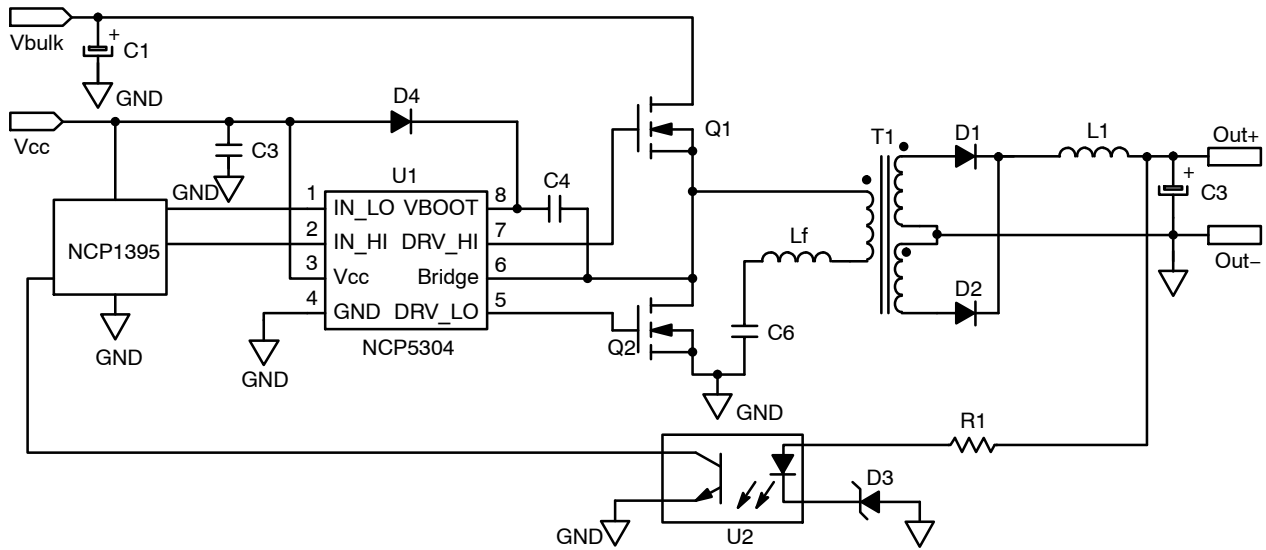 Vbulk
+
C1
GND
Vcc
D4
C3
GND
NCP1395
GND
U1
1 IN_LO VBOOT 8
2 IN_HI DRV_HI 7
3 Vcc Bridge 6
4 GND DRV_LO 5
NCP5304
GND
C4
Q1
Q2
Lf
C6
GND
T1
D1
D2
L1
Out+
+
C3
Out−
R1
D3
U2
GND